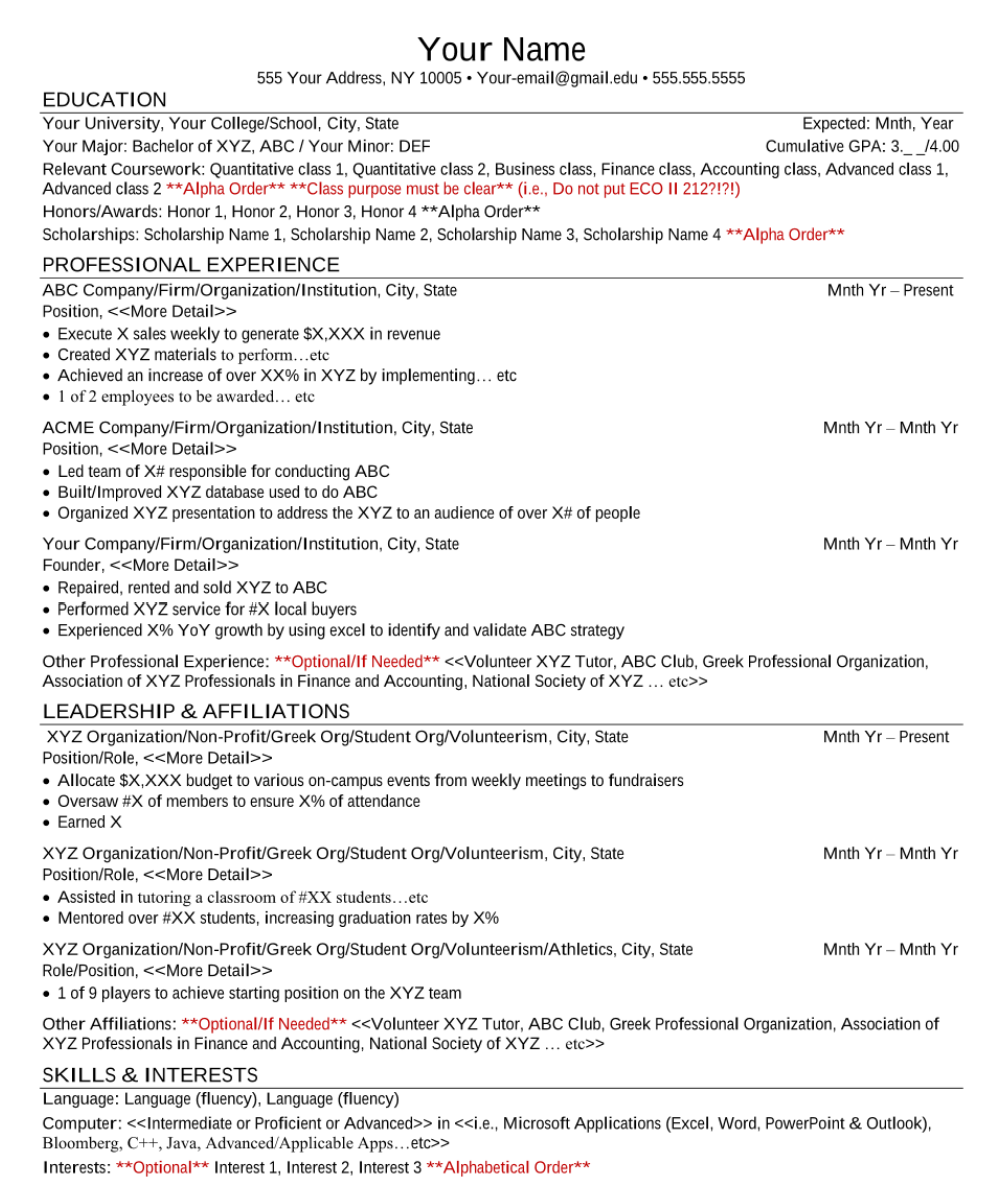 Your Name
555 Your Address, NY 10005 • Your-email@gmail.edu • 555.555.5555
EDUCATION
Your University, Your College/School, City, State Expected: Mnth, Year
Your Major: Bachelor of XYZ, ABC / Your Minor: DEF Cumulative GPA: 3._ _/4.00
Relevant Coursework: Quantitative class 1, Quantitative class 2, Business class, Finance class, Accounting class, Advanced class 1,
Advanced class 2 **Alpha Order** **Class purpose must be clear** (i.e., Do not put ECO II 212?!?!)
Honors/Awards: Honor 1, Honor 2, Honor 3, Honor 4 **Alpha Order**
Scholarships: Scholarship Name 1, Scholarship Name 2, Scholarship Name 3, Scholarship Name 4 **Alpha Order**
PROFESSIONAL EXPERIENCE
ABC Company/Firm/Organization/Institution, City, State Mnth Yr – Present
Position, <<More Detail>>
• Execute X sales weekly to generate $X,XXX in revenue
• Created XYZ materials to perform…etc
• Achieved an increase of over XX% in XYZ by implementing… etc
• 1 of 2 employees to be awarded… etc
ACME Company/Firm/Organization/Institution, City, State Mnth Yr – Mnth Yr
Position, <<More Detail>>
• Led team of X# responsible for conducting ABC
• Built/Improved XYZ database used to do ABC
• Organized XYZ presentation to address the XYZ to an audience of over X# of people
Your Company/Firm/Organization/Institution, City, State Mnth Yr – Mnth Yr
Founder, <<More Detail>>
• Repaired, rented and sold XYZ to ABC
• Performed XYZ service for #X local buyers
• Experienced X% YoY growth by using excel to identify and validate ABC strategy
Other Professional Experience: **Optional/If Needed** <<Volunteer XYZ Tutor, ABC Club, Greek Professional Organization,
Association of XYZ Professionals in Finance and Accounting, National Society of XYZ … etc>>
LEADERSHIP & AFFILIATIONS
XYZ Organization/Non-Profit/Greek Org/Student Org/Volunteerism, City, State Mnth Yr – Present
Position/Role, <<More Detail>>
• Allocate $X,XXX budget to various on-campus events from weekly meetings to fundraisers
• Oversaw #X of members to ensure X% of attendance
• Earned X
XYZ Organization/Non-Profit/Greek Org/Student Org/Volunteerism, City, State Mnth Yr – Mnth Yr
Position/Role, <<More Detail>>
• Assisted in tutoring a classroom of #XX students…etc
• Mentored over #XX students, increasing graduation rates by X%
XYZ Organization/Non-Profit/Greek Org/Student Org/Volunteerism/Athletics, City, State Mnth Yr – Mnth Yr
Role/Position, <<More Detail>>
• 1 of 9 players to achieve starting position on the XYZ team
Other Affiliations: **Optional/If Needed** <<Volunteer XYZ Tutor, ABC Club, Greek Professional Organization, Association of
XYZ Professionals in Finance and Accounting, National Society of XYZ … etc>>
SKILLS & INTERESTS
Language: Language (fluency), Language (fluency)
Computer: <<Intermediate or Proficient or Advanced>> in <<i.e., Microsoft Applications (Excel, Word, PowerPoint & Outlook),
Bloomberg, C++, Java, Advanced/Applicable Apps…etc>>
Interests: **Optional** Interest 1, Interest 2, Interest 3 **Alphabetical Order**